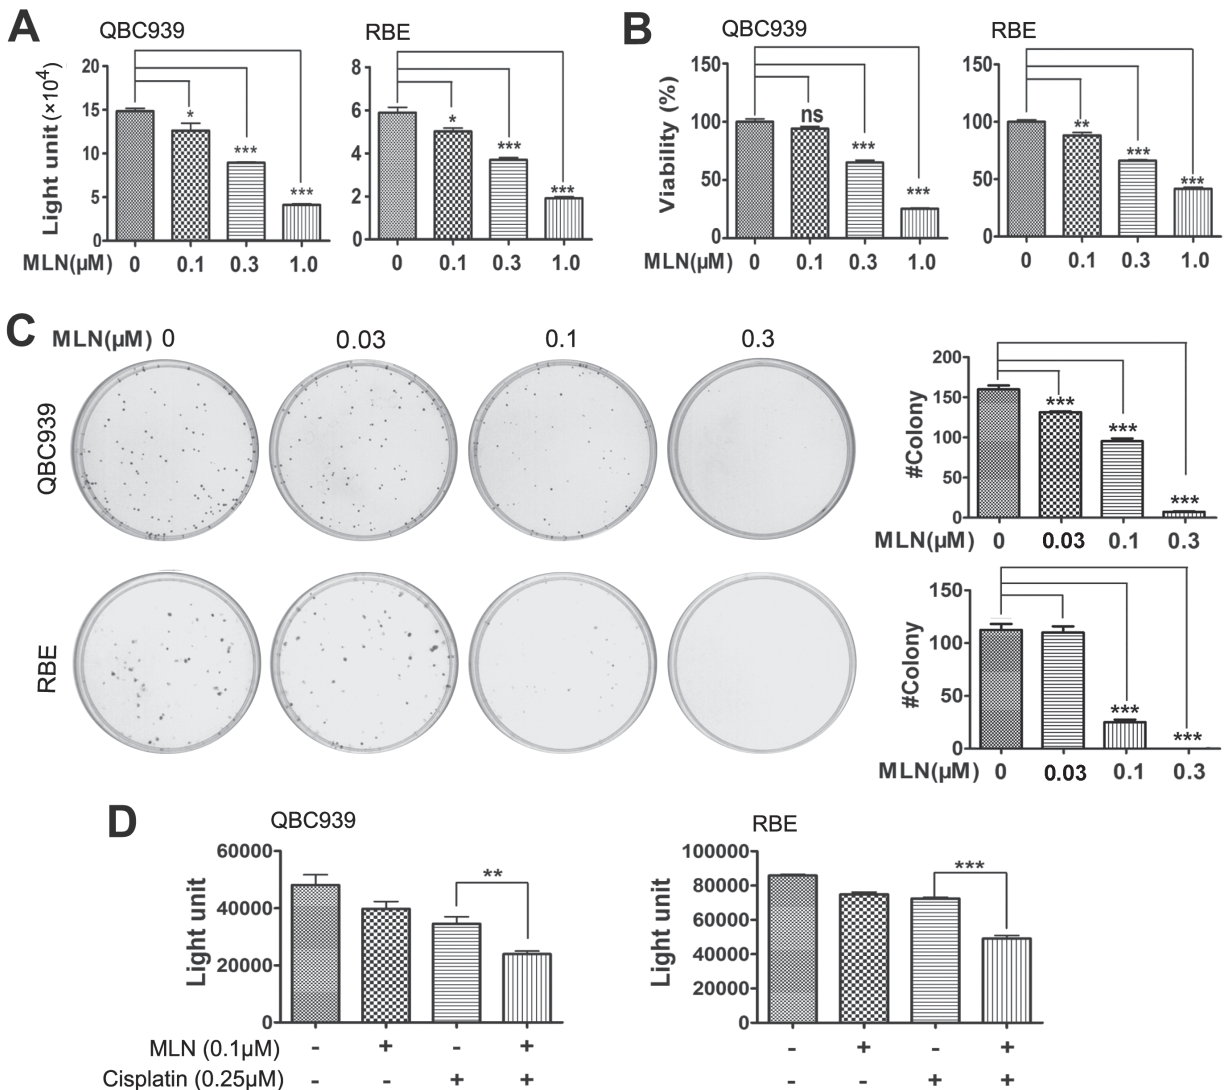 A
QBC939
Light unit (×10⁴)
20
15
10
5
0
*
***
***
MLN(µM) 0 0.1 0.3 1.0
RBE
8
6
4
2
0
*
***
***
0 0.1 0.3 1.0
B
QBC939
Viability (%)
150
100
50
0
ns
***
***
MLN(µM) 0 0.1 0.3 1.0
RBE
150
100
50
0
**
***
***
0 0.1 0.3 1.0
C
MLN(µM) 0 0.03 0.1 0.3
QBC939
#Colony
200
150
100
50
0
***
***
***
MLN(µM) 0 0.03 0.1 0.3
RBE
#Colony
150
100
50
0
***
***
MLN(µM) 0 0.03 0.1 0.3
D
QBC939
Light unit
60000
40000
20000
0
**
RBE
Light unit
100000
80000
60000
40000
20000
0
***
MLN (0.1µM) - + - + - + - +
Cisplatin (0.25µM) - - + + - - + +